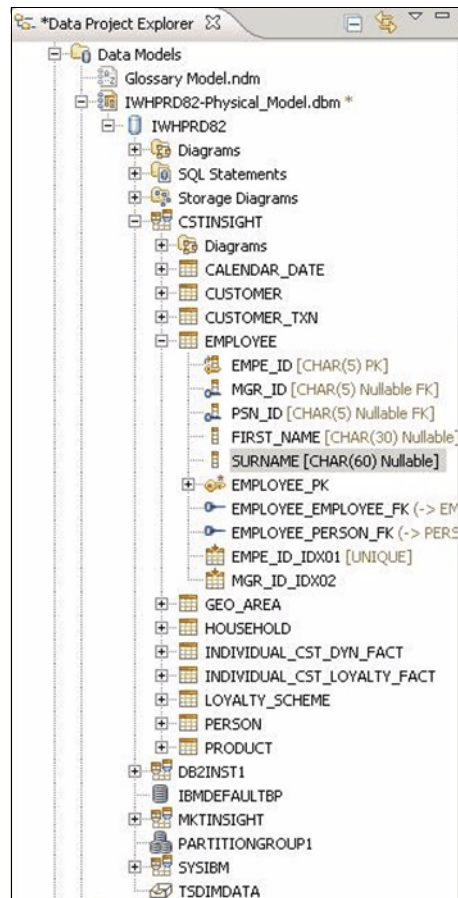 *Data Project Explorer
Data Models
Glossary Model.ndm
IWHPRD82-Physical_Model.dbm *
IWHPRD82
Diagrams
SQL Statements
Storage Diagrams
CSTINSIGHT
Diagrams
CALENDAR_DATE
CUSTOMER
CUSTOMER_TXN
EMPLOYEE
EMPE_ID [CHAR(5) PK]
MGR_ID [CHAR(5) Nullable FK]
PSN_ID [CHAR(5) Nullable FK]
FIRST_NAME [CHAR(30) Nullable]
SURNAME [CHAR(60) Nullable]
EMPLOYEE_PK
EMPLOYEE_EMPLOYEE_FK (-> EM
EMPLOYEE_PERSON_FK (-> PERS
EMPE_ID_IDX01 [UNIQUE]
MGR_ID_IDX02
GEO_AREA
HOUSEHOLD
INDIVIDUAL_CST_DYN_FACT
INDIVIDUAL_CST_LOYALTY_FACT
LOYALTY_SCHEME
PERSON
PRODUCT
DB2INST1
IBMDEFAULTBP
MKTINSIGHT
PARTITIONGROUP1
SYSIBM
TSDIMDATA